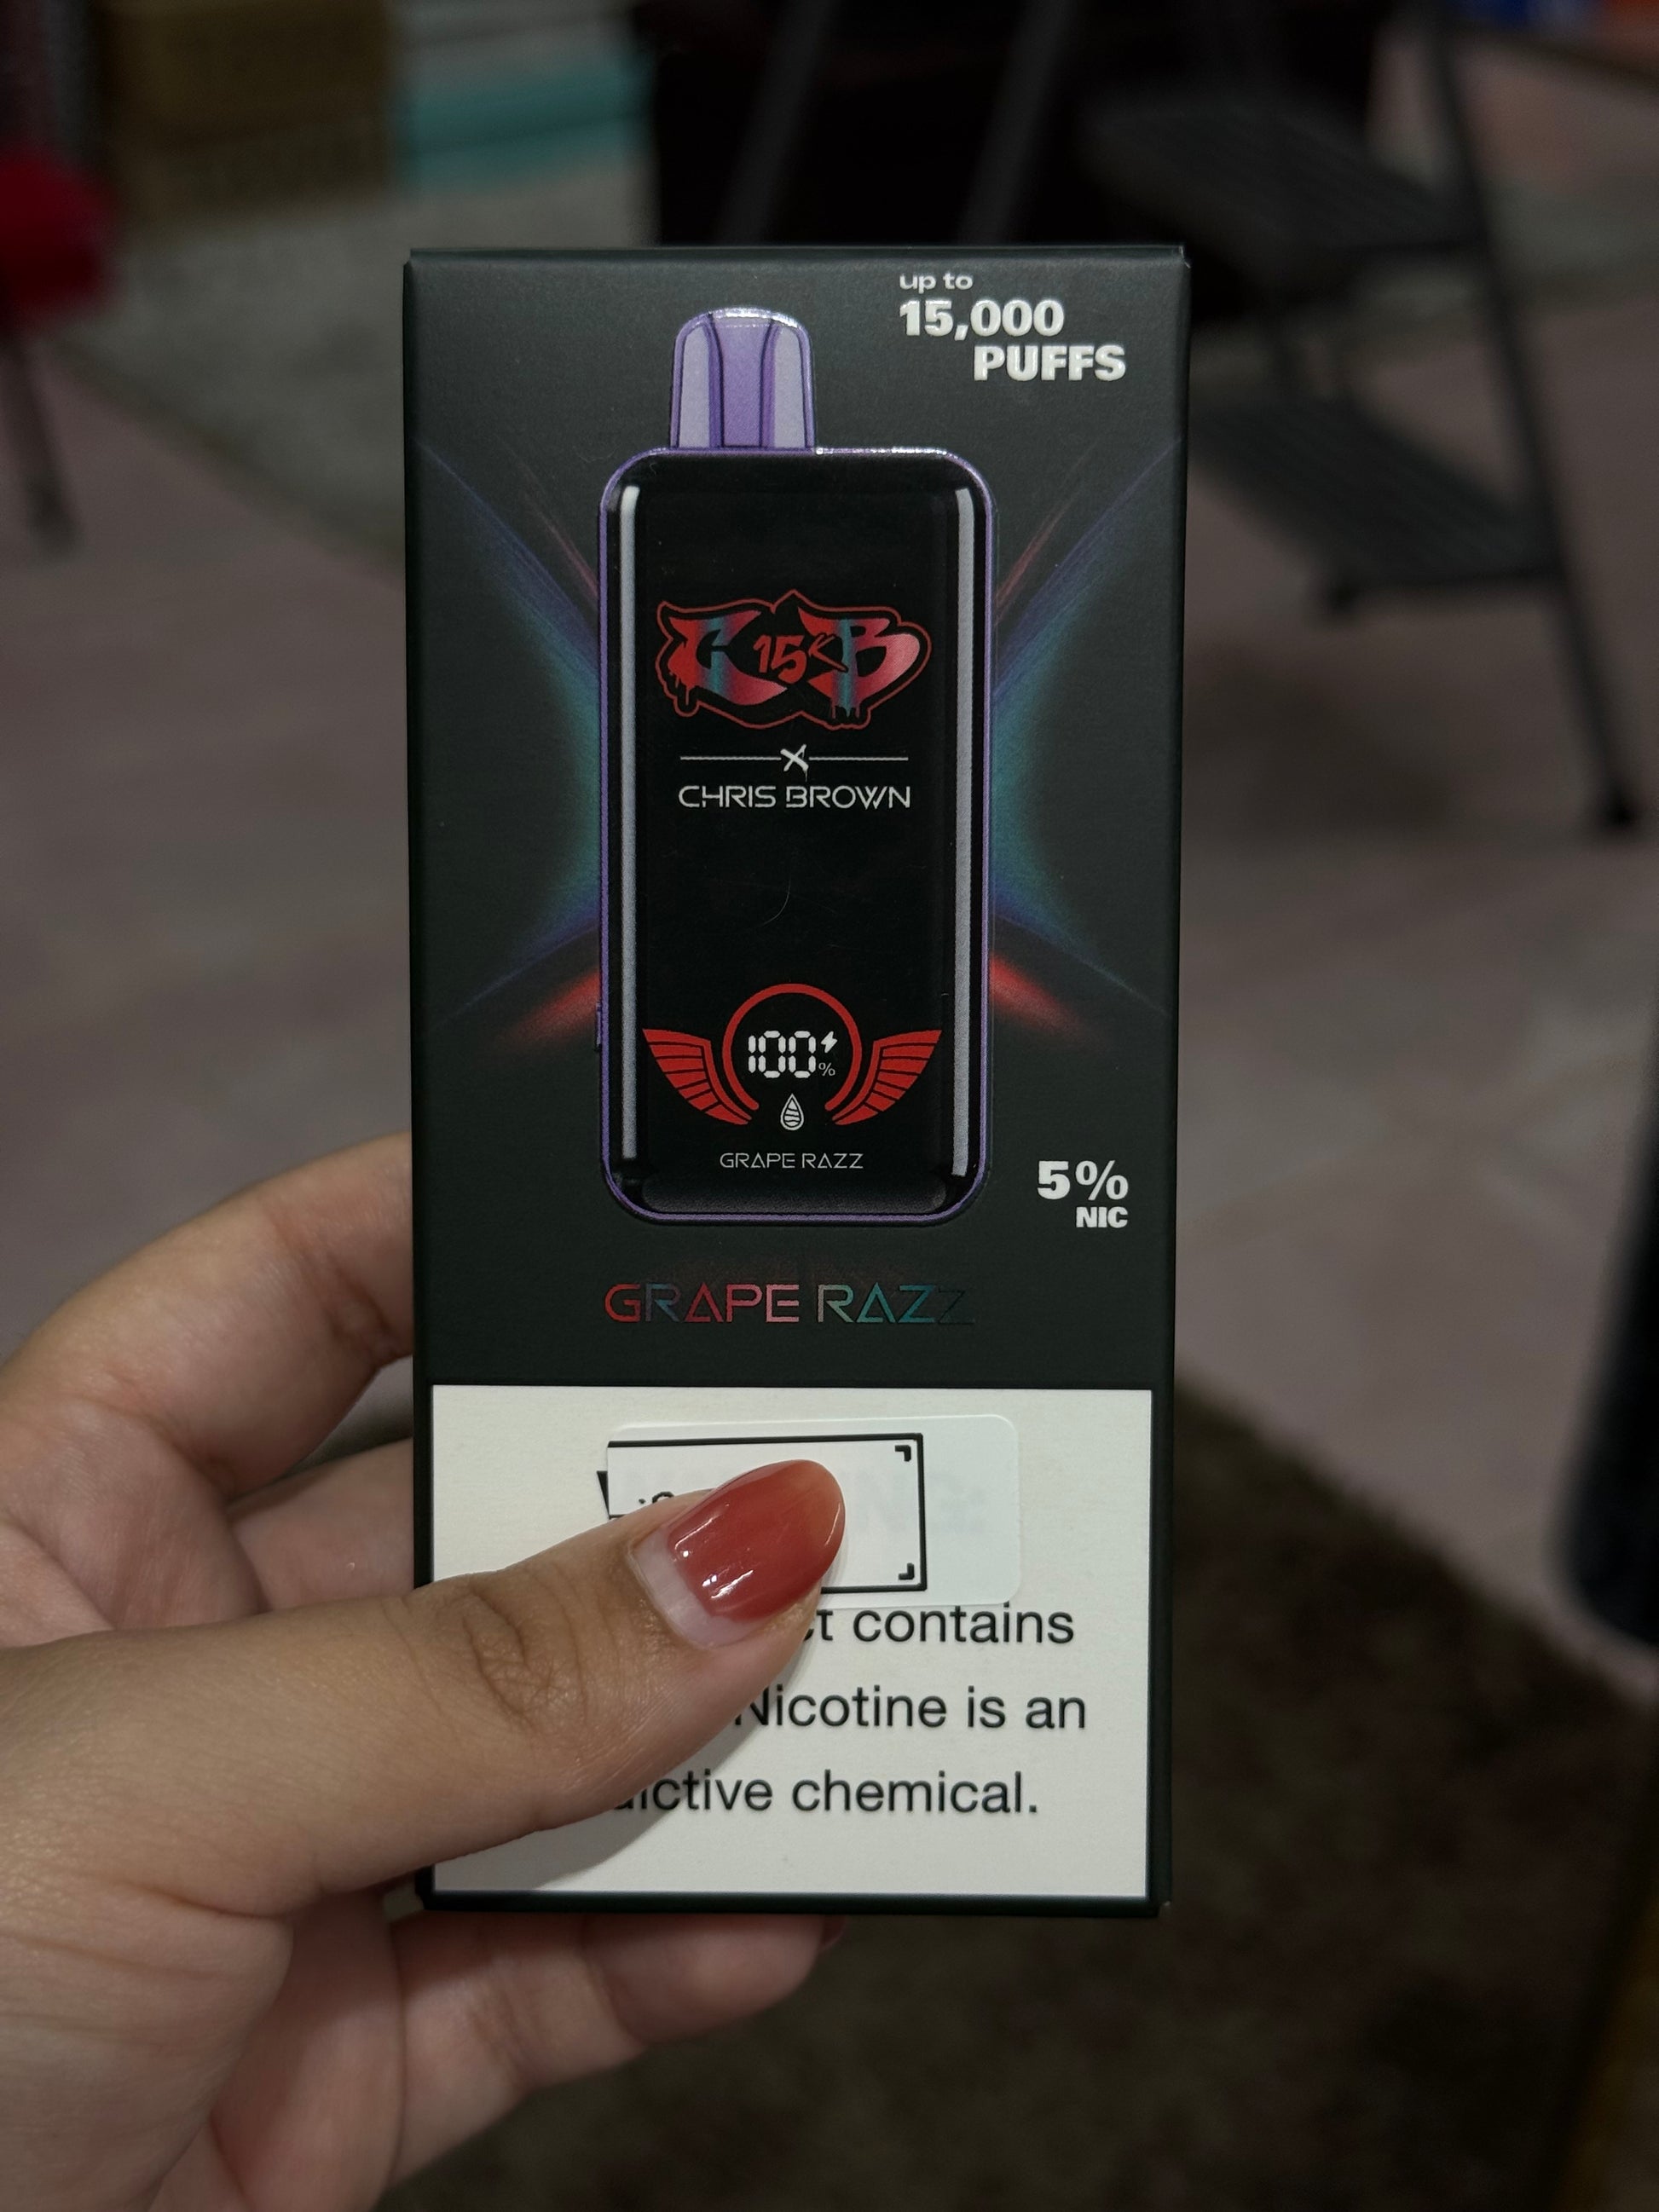 up to
15,000
PUFFS
C 15K B
X
CHRIS BROWN
100%
GRAPE RAZZ
5%
NIC
GRAPE RAZZ
contains
Nicotine is an
chemical.